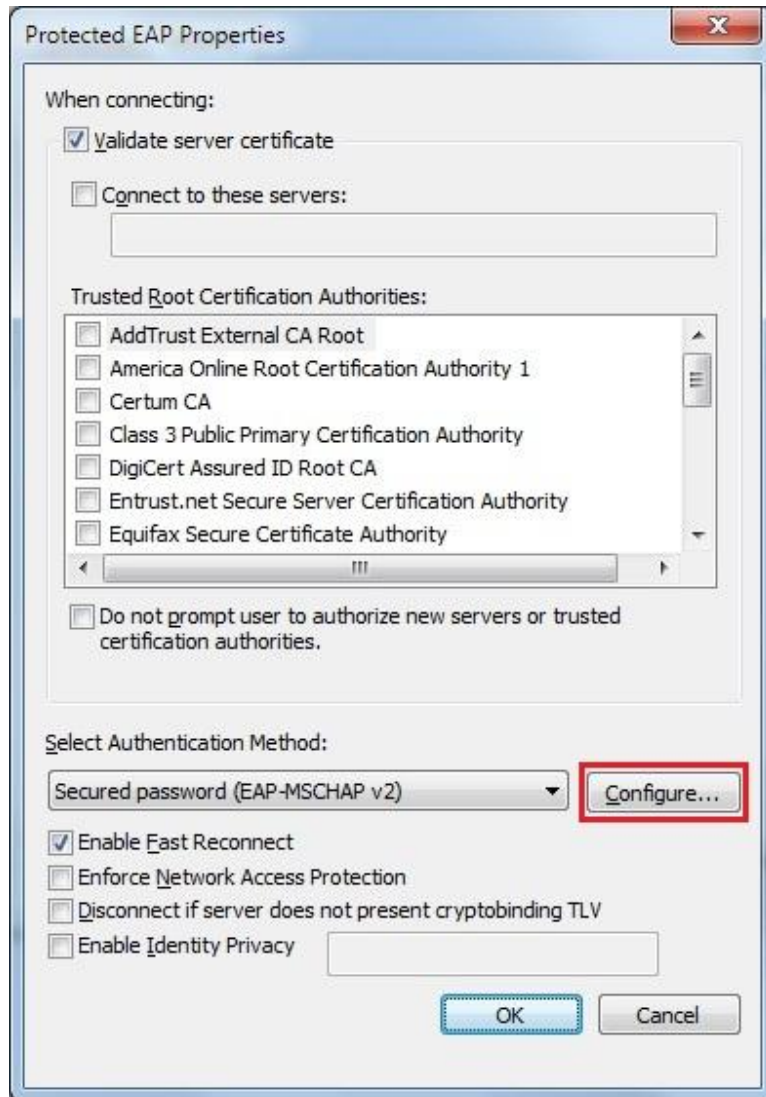 Protected EAP Properties
When connecting:
Validate server certificate
Connect to these servers:
Trusted Root Certification Authorities:
AddTrust External CA Root
America Online Root Certification Authority 1
Certum CA
Class 3 Public Primary Certification Authority
DigiCert Assured ID Root CA
Entrust.net Secure Server Certification Authority
Equifax Secure Certificate Authority
Do not prompt user to authorize new servers or trusted
certification authorities.
Select Authentication Method:
Secured password (EAP-MSCHAP v2) Configure...
Enable Fast Reconnect
Enforce Network Access Protection
Disconnect if server does not present cryptobinding TLV
Enable Identity Privacy
OK Cancel